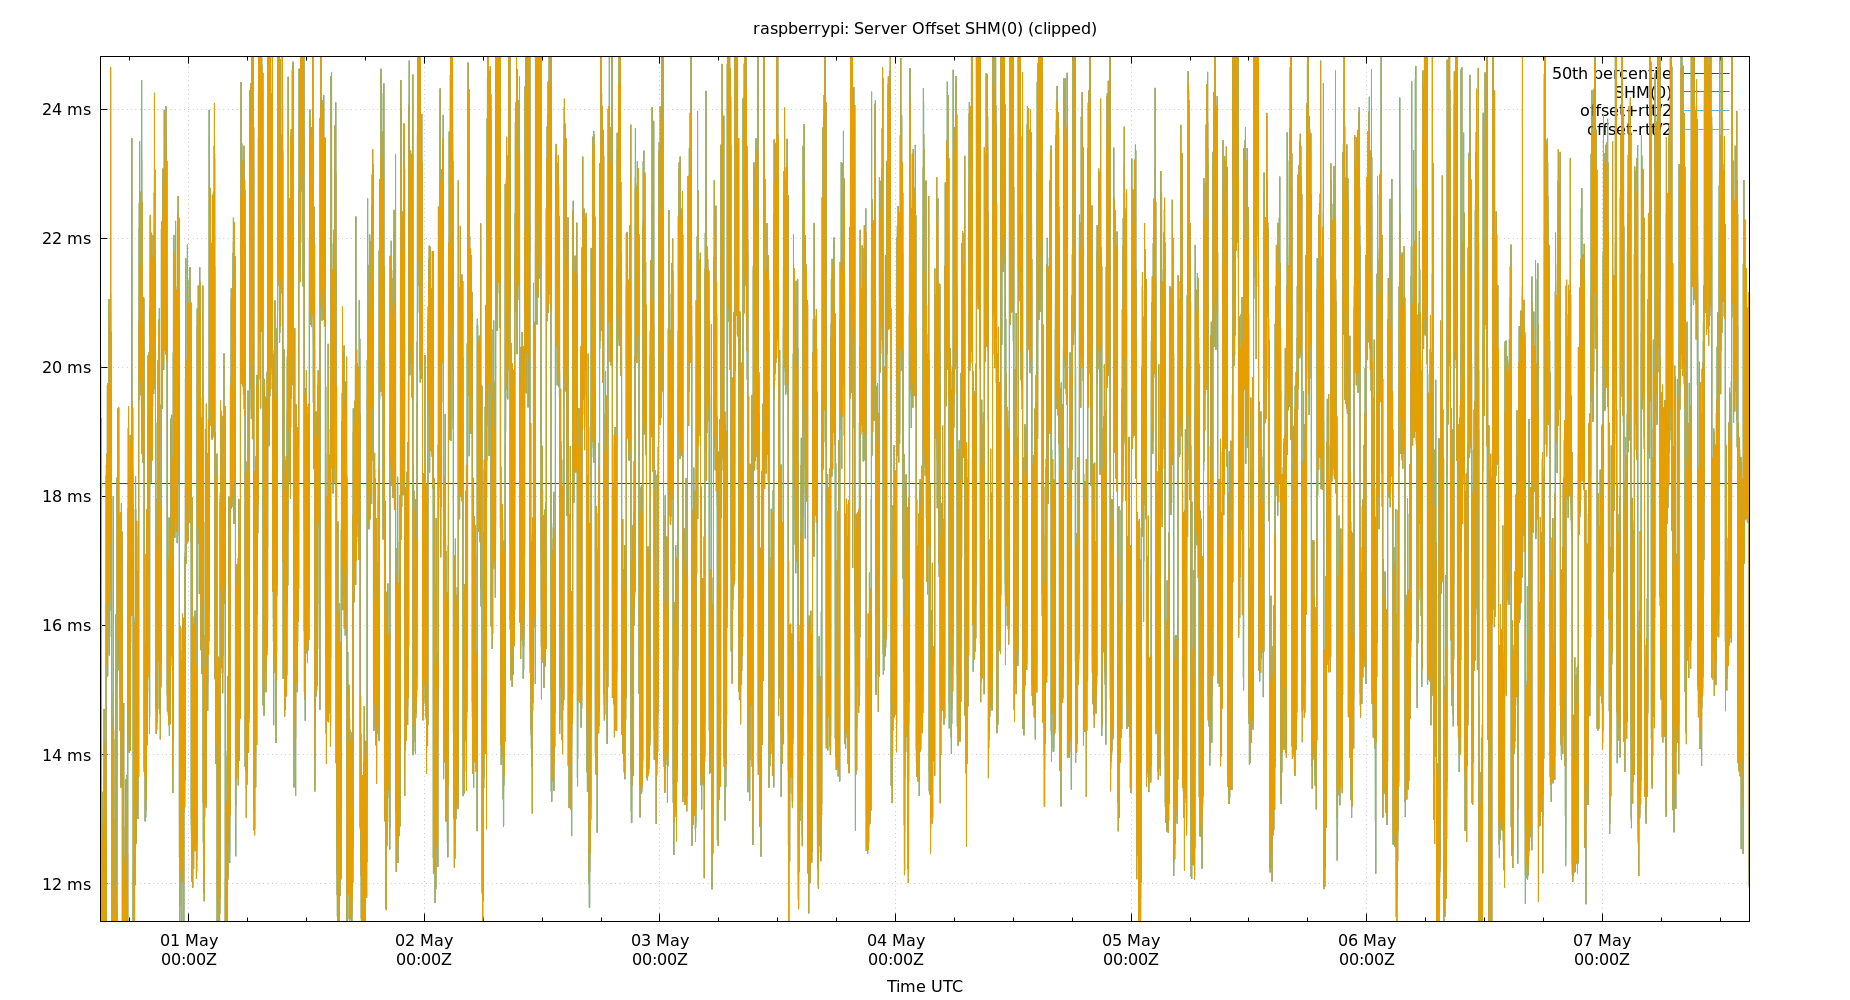 raspberrypi: Server Offset SHM(0) (clipped)
50th percentile
SHM(0)
offset+rtt/2
offset-rtt/2
24 ms
22 ms
20 ms
18 ms
16 ms
14 ms
12 ms
01 May 02 May 03 May 04 May 05 May 06 May 07 May
00:00Z 00:00Z 00:00Z 00:00Z 00:00Z 00:00Z 00:00Z
Time UTC